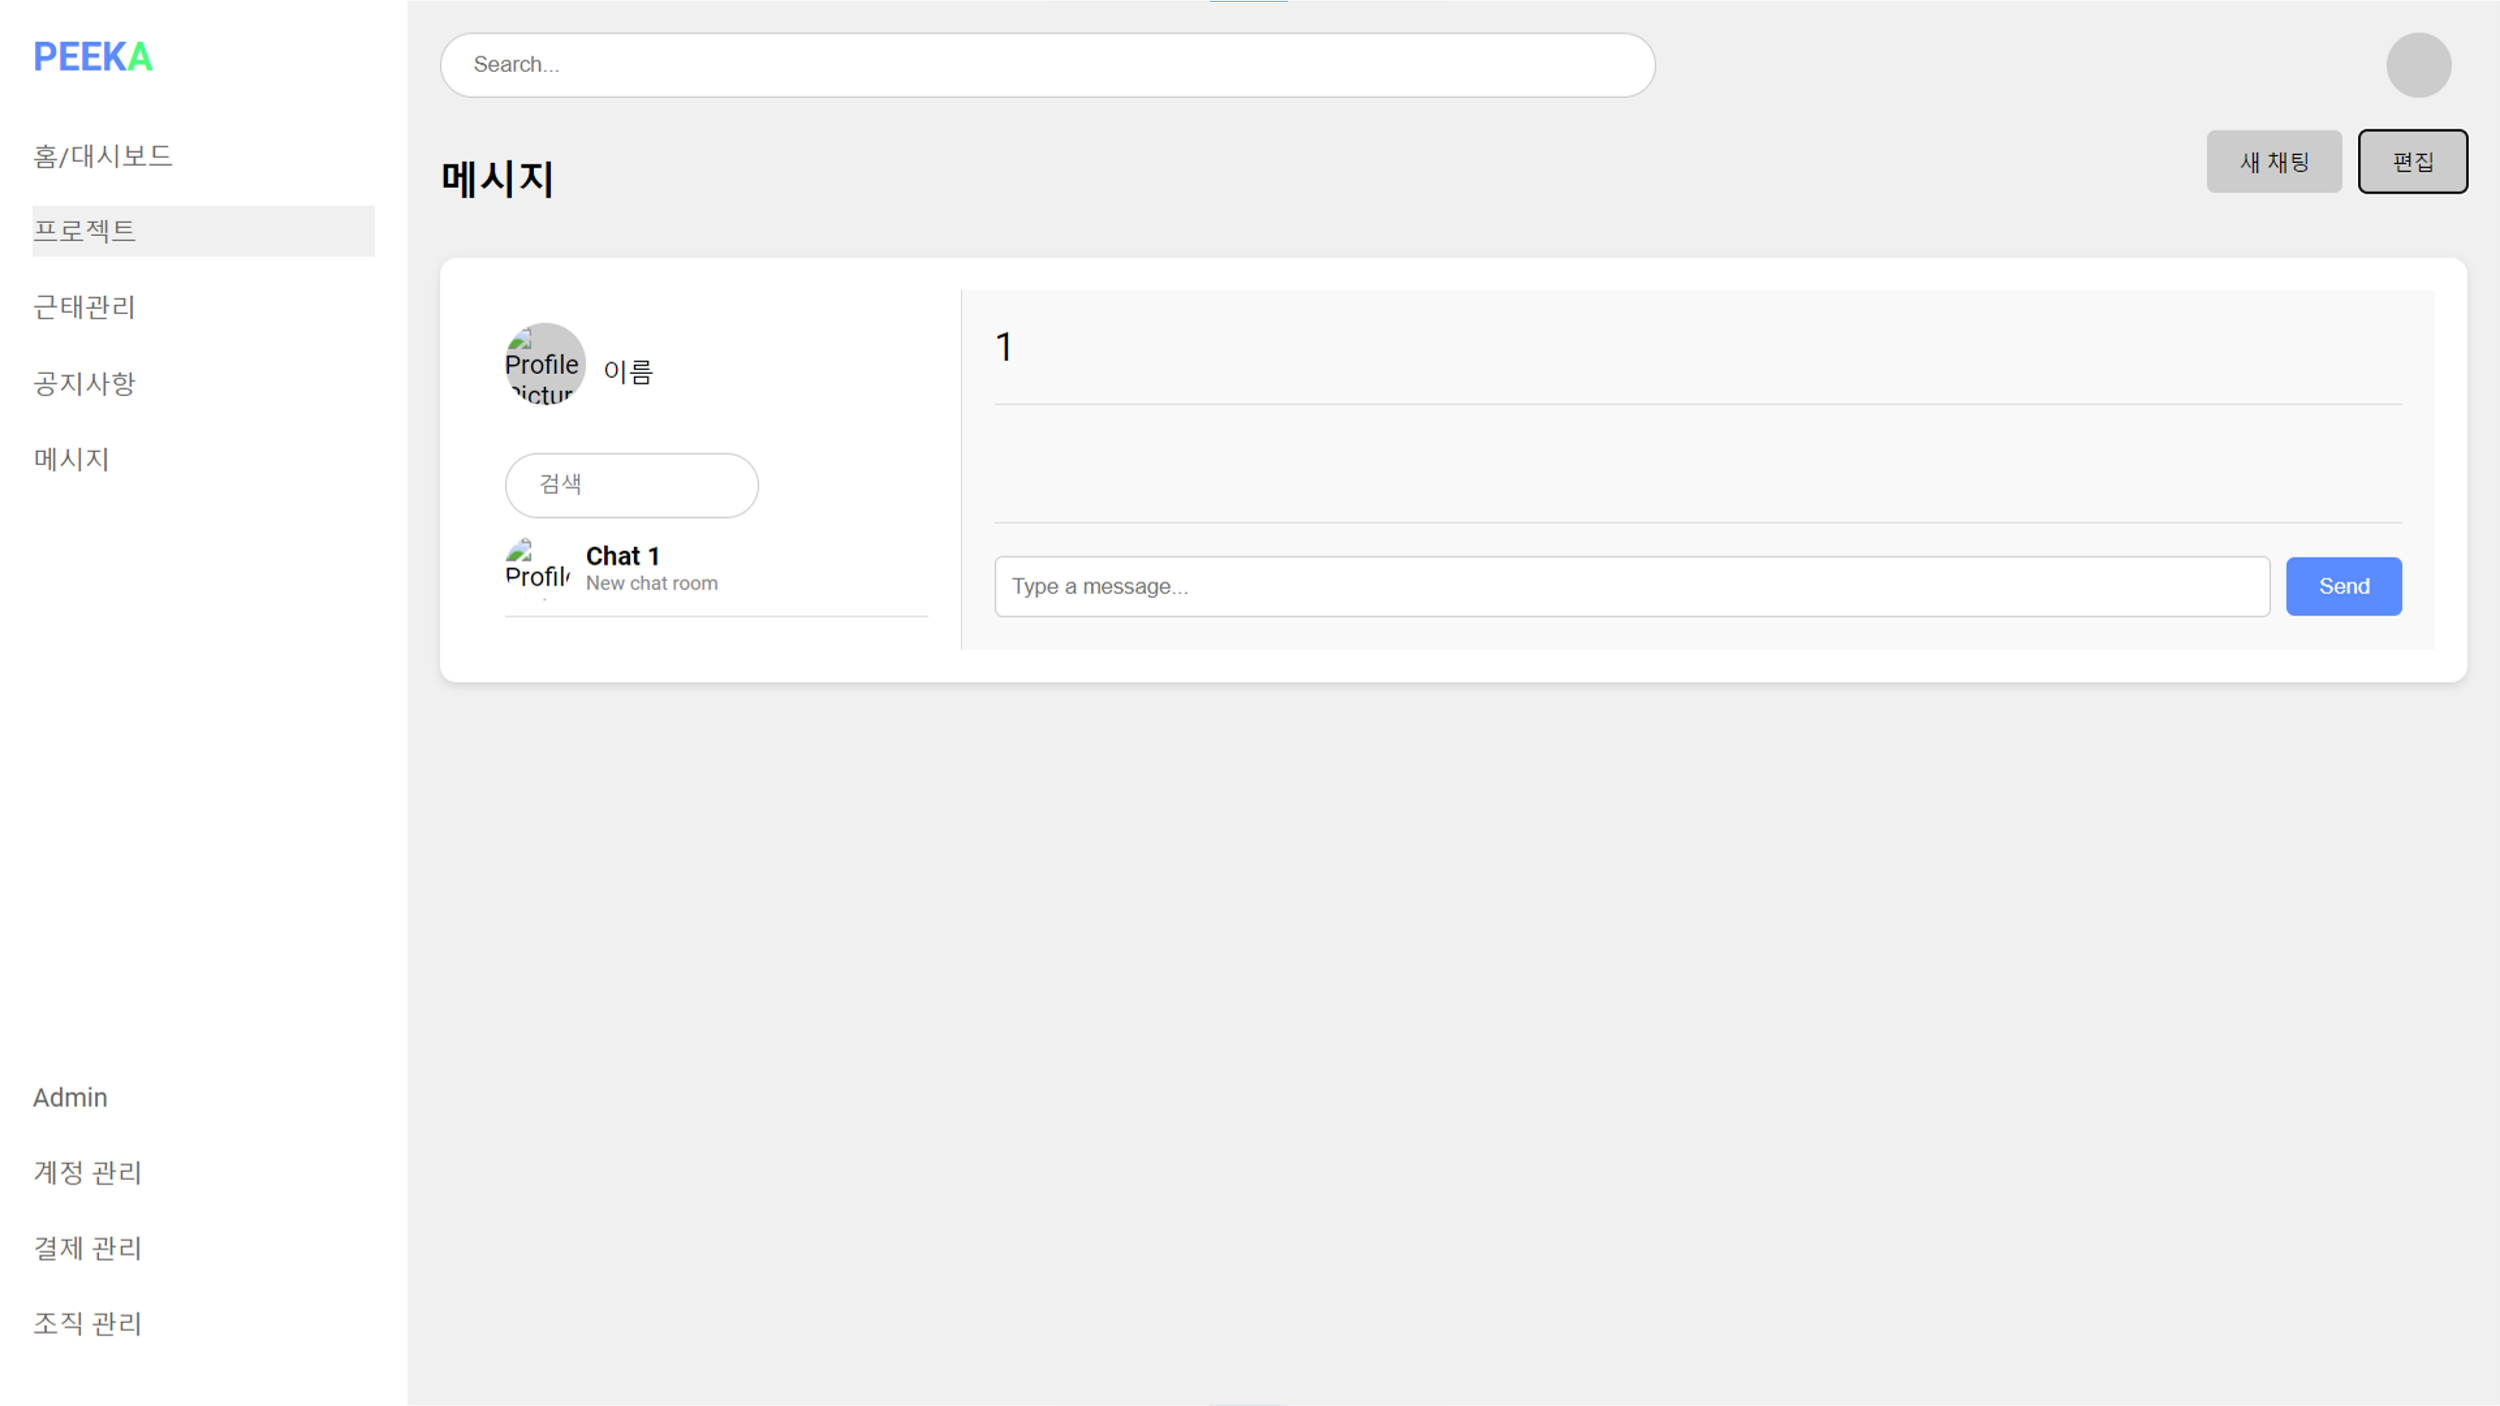 PEEKA
홈/대시보드
프로젝트
근태관리
공지사항
메시지
Admin
계정 관리
결제 관리
조직 관리
Search...
메시지
새 채팅
편집
Profile
이름
검색
Chat 1
New chat room
1
Type a message...
Send